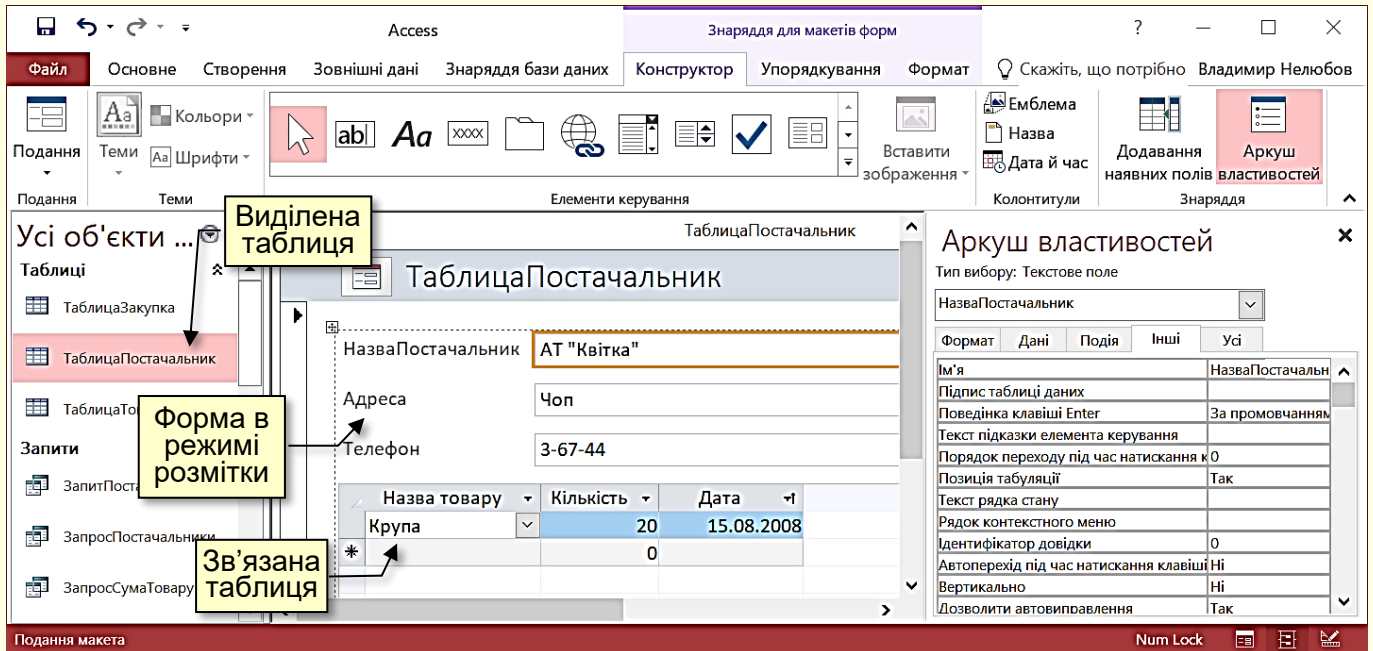 Access
Знаряддя для макетів форм
?
Файл Основне Створення Зовнішні дані Знаряддя бази даних Конструктор Упорядкування Формат Скажіть, що потрібно Владимир Нелюбов
Подання
Аа
Теми
Кольори
Аа Шрифти
ab|
Aa
XXXX
Вставити
зображення
Емблема
Назва
Дата й час
Додавання
наявних полів
Аркуш
властивостей
Подання
Теми
Елементи керування
Колонтитули
Знаряддя
Усі об'єкти ...
Таблиці
ТаблицаЗакупка
ТаблицаПостачальник
Запити
ЗапросПостачальники
ЗапросСумаТовару
Виділена
таблиця
Форма в
режимі
розмітки
Зв’язана
таблиця
ТаблицаПостачальник
ТаблицаПостачальник
НазваПостачальник АТ "Квітка"
Адреса Чоп
Телефон 3-67-44
Назва товару Кількість Дата
Крупа 20 15.08.2008
0
Аркуш властивостей
Тип вибору: Текстове поле
НазваПостачальник
Формат Дані Подія Інші Усі
Ім'я НазваПостачальн
Підпис таблиці даних
Поведінка клавіші Enter За промовчанням
Текст підказки елемента керування
Порядок переходу під час натискання к 0
Позиція табуляції Так
Текст рядка стану
Рядок контекстного меню
Ідентифікатор довідки 0
Автоперехід під час натискання клавіші Ні
Вертикально Ні
Дозволити автовиправлення Так
Подання макета
Num Lock